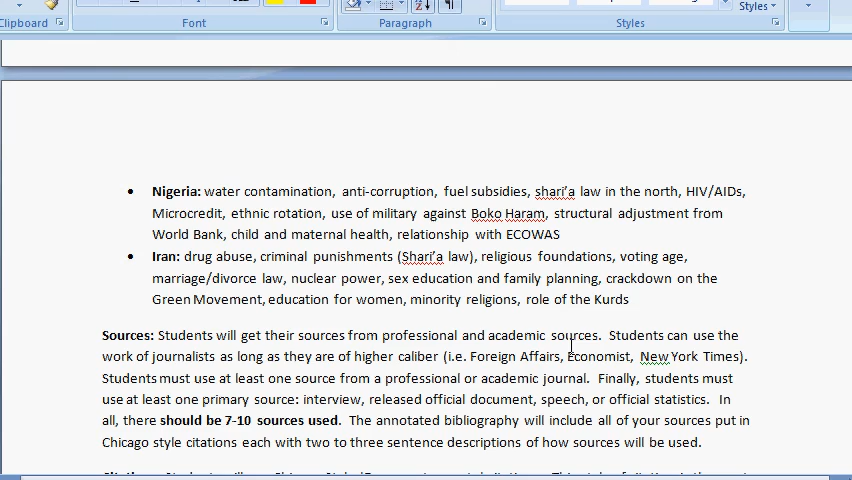 Clipboard
Font
Paragraph
Styles
Styles
Nigeria: water contamination, anti-corruption, fuel subsidies, shari'a law in the north, HIV/AIDs,
Microcredit, ethnic rotation, use of military against Boko Haram, structural adjustment from
World Bank, child and maternal health, relationship with ECOWAS
Iran: drug abuse, criminal punishments (Shari'a law), religious foundations, voting age,
marriage/divorce law, nuclear power, sex education and family planning, crackdown on the
Green Movement, education for women, minority religions, role of the Kurds
Sources: Students will get their sources from professional and academic sources. Students can use the
work of journalists as long as they are of higher caliber (i.e. Foreign Affairs, Economist, New York Times).
Students must use at least one source from a professional or academic journal. Finally, students must
use at least one primary source: interview, released official document, speech, or official statistics. In
all, there should be 7-10 sources used. The annotated bibliography will include all of your sources put in
Chicago style citations each with two to three sentence descriptions of how sources will be used.